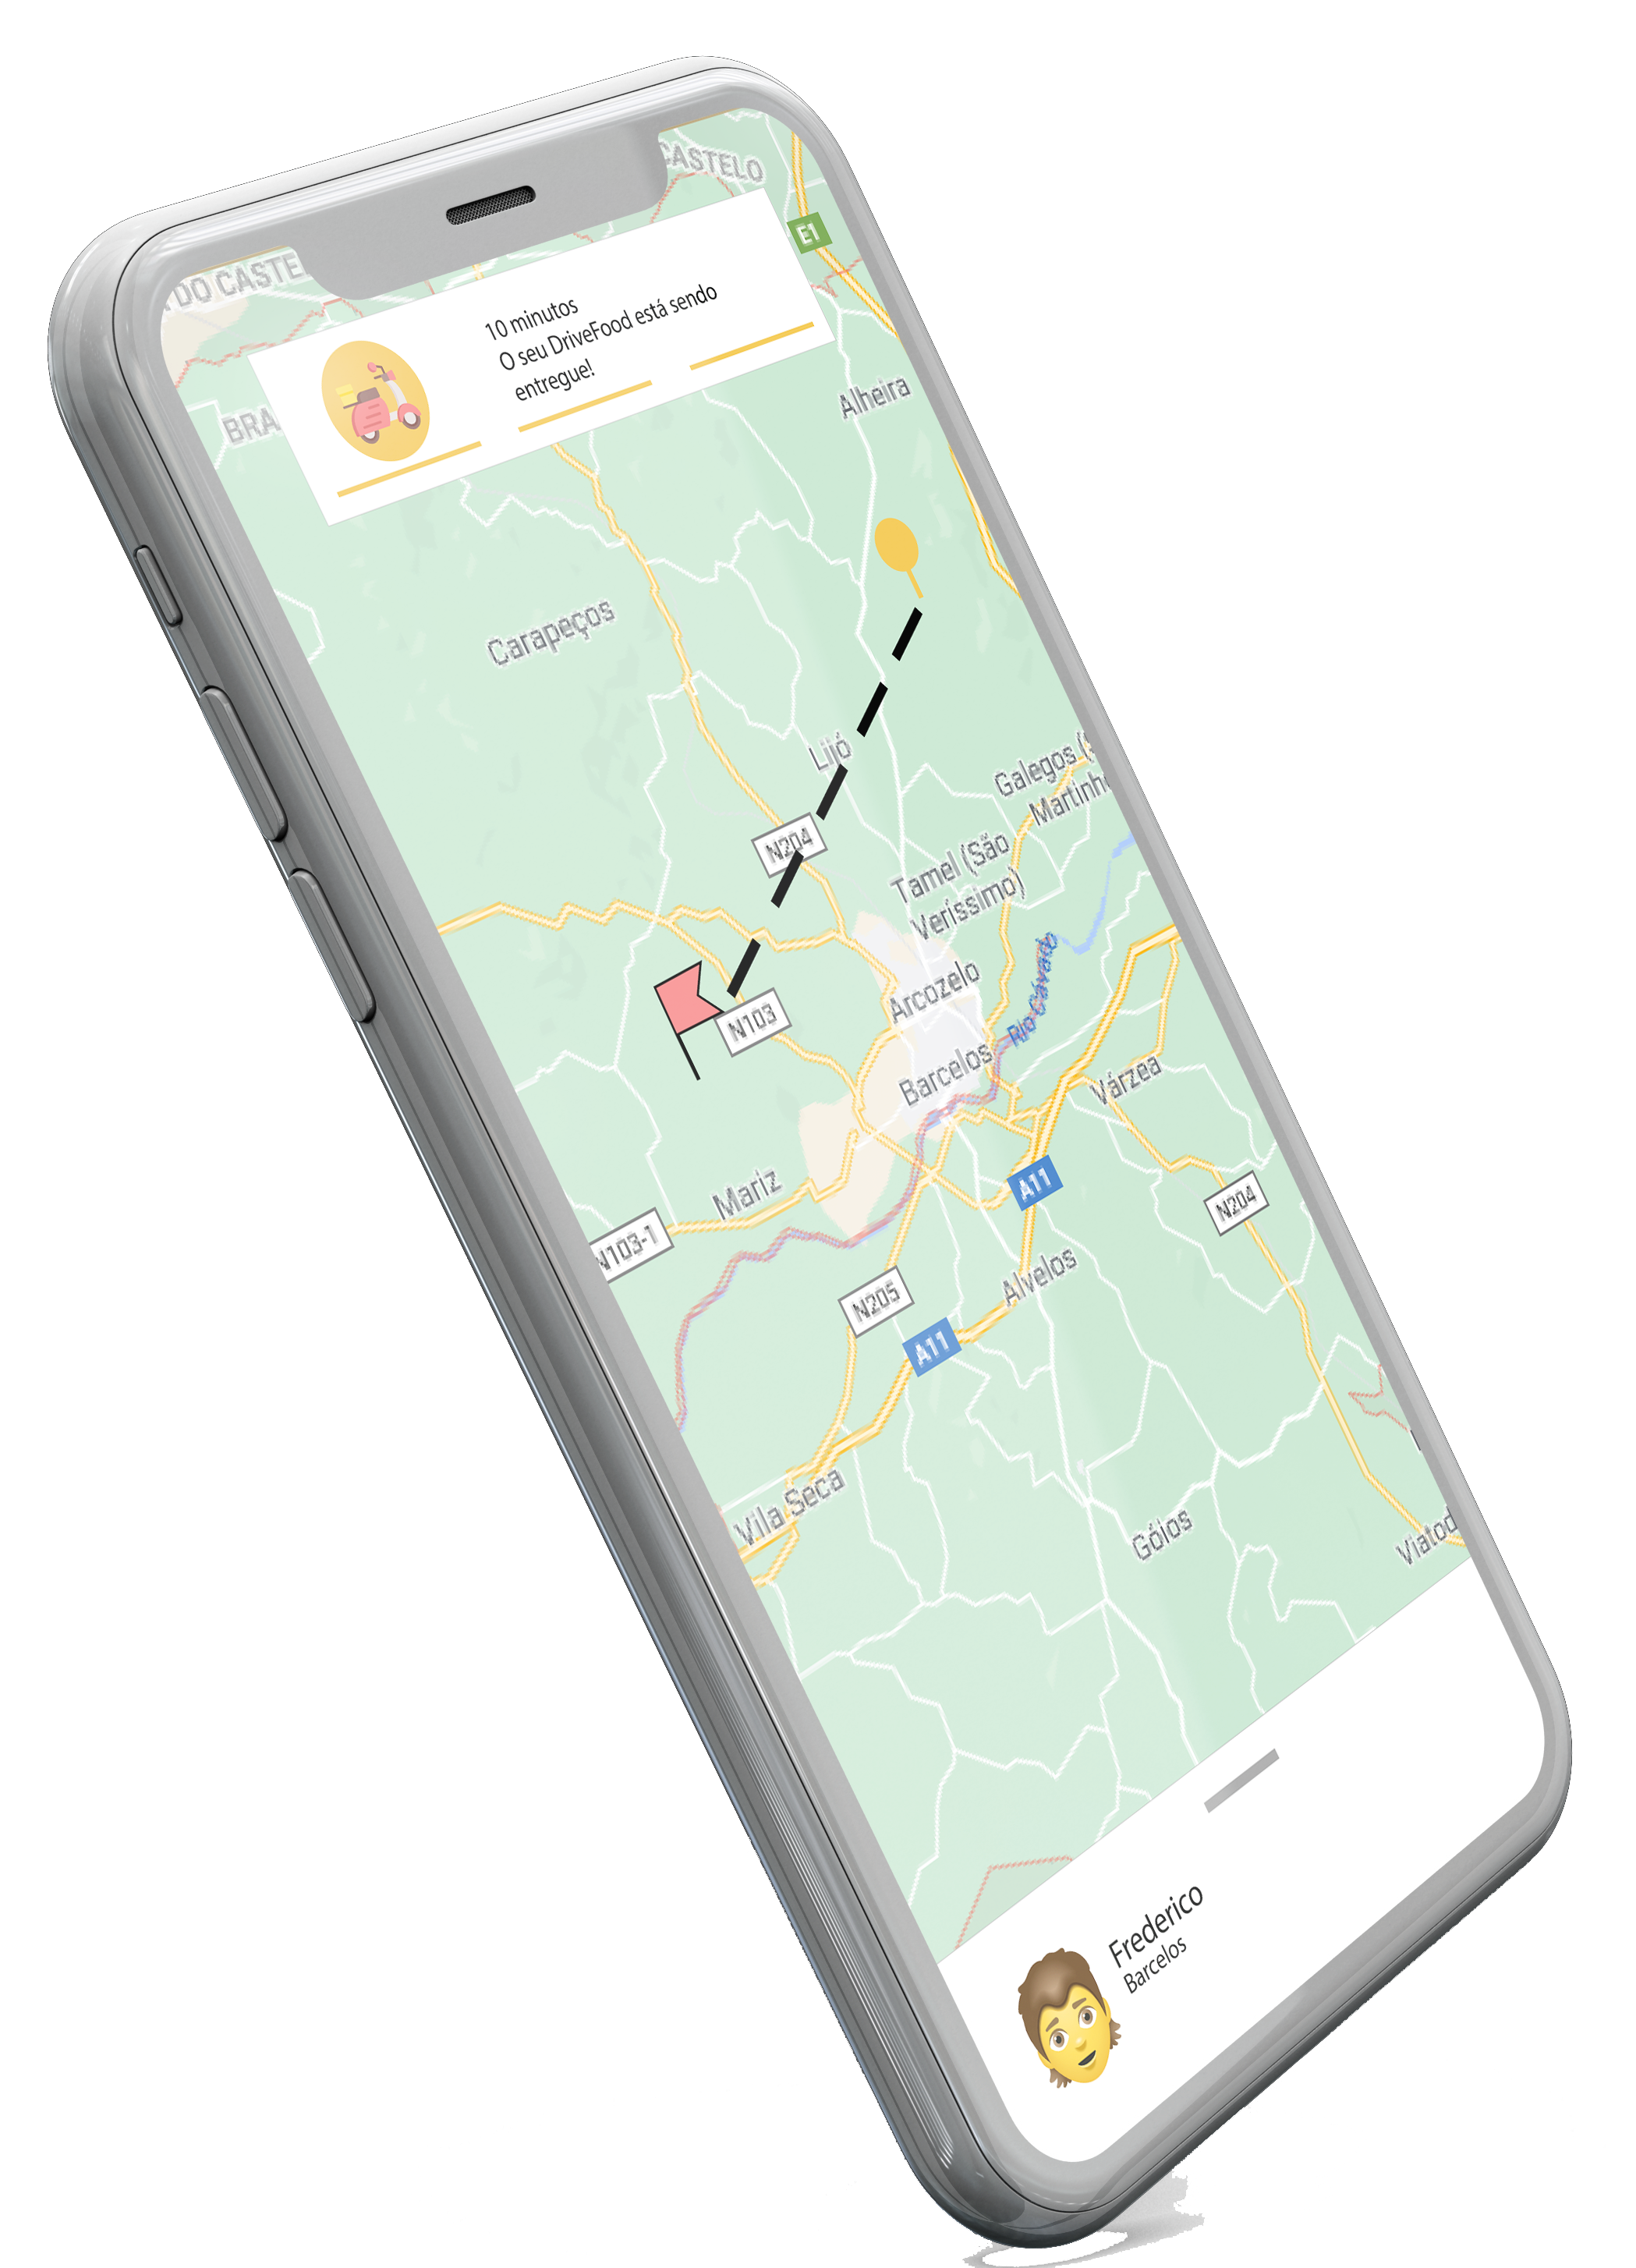 CASTELO
DO CASTE
E1
10 minutos
O seu DriveFood está sendo
entregue!
BRA
Alheira
Carapeços
Lijó
Galegos (
Martinh
N204
Tamel (São
Veríssimo)
Arcozelo
Rio Cávado
N103
Barcelos
Várzea
A11
Mariz
N204
N103-1
Alvelos
N205
A11
Vila Seca
Góios
Viatod
Frederico
Barcelos